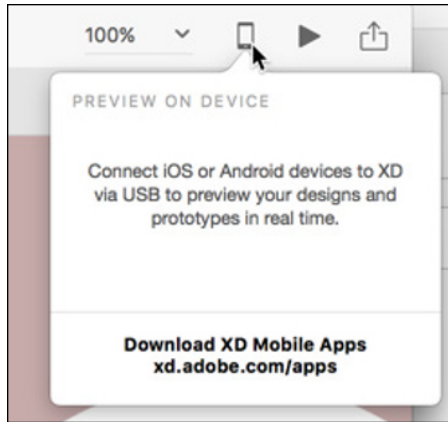 100%
PREVIEW ON DEVICE
Connect iOS or Android devices to XD
via USB to preview your designs and
prototypes in real time.
Download XD Mobile Apps
xd.adobe.com/apps